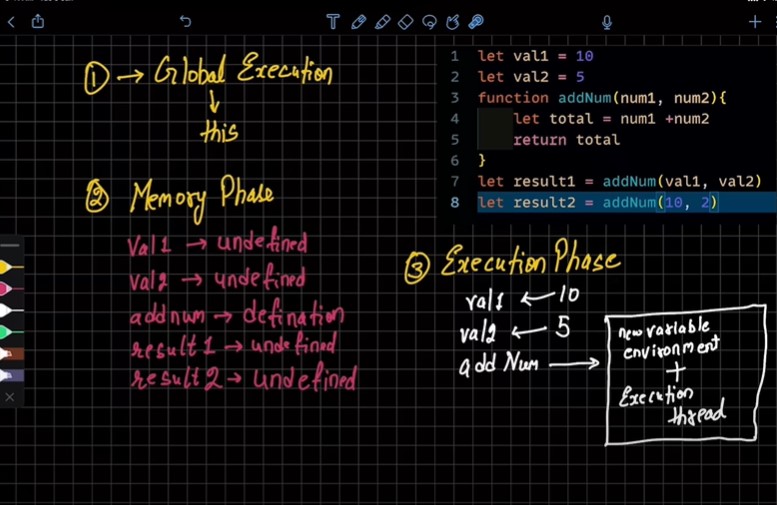 ① → Global Execution
↓
this
② Memory Phase
Val1 → undefined
val2 → undefined
addnum → defination
result1 → undefined
result2 → undefined
1 let val1 = 10
2 let val2 = 5
3 function addNum(num1, num2){
4 let total = num1 +num2
5 return total
6 }
7 let result1 = addNum(val1, val2)
8 let result2 = addNum(10, 2)
③ Execution Phase
val1 ← 10
val2 ← 5
add Num →
new variable
environment
+
Execution
thread